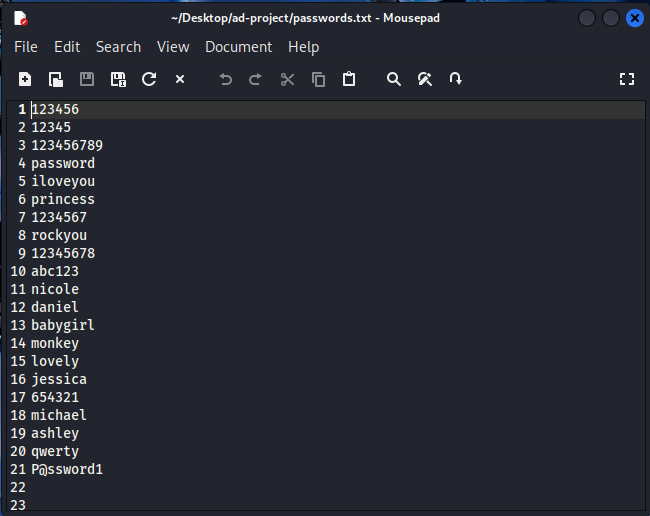 ~/Desktop/ad-project/passwords.txt - Mousepad
File Edit Search View Document Help
1 123456
2 12345
3 123456789
4 password
5 iloveyou
6 princess
7 1234567
8 rockyou
9 12345678
10 abc123
11 nicole
12 daniel
13 babygirl
14 monkey
15 lovely
16 jessica
17 654321
18 michael
19 ashley
20 qwerty
21 P@ssword1
22
23